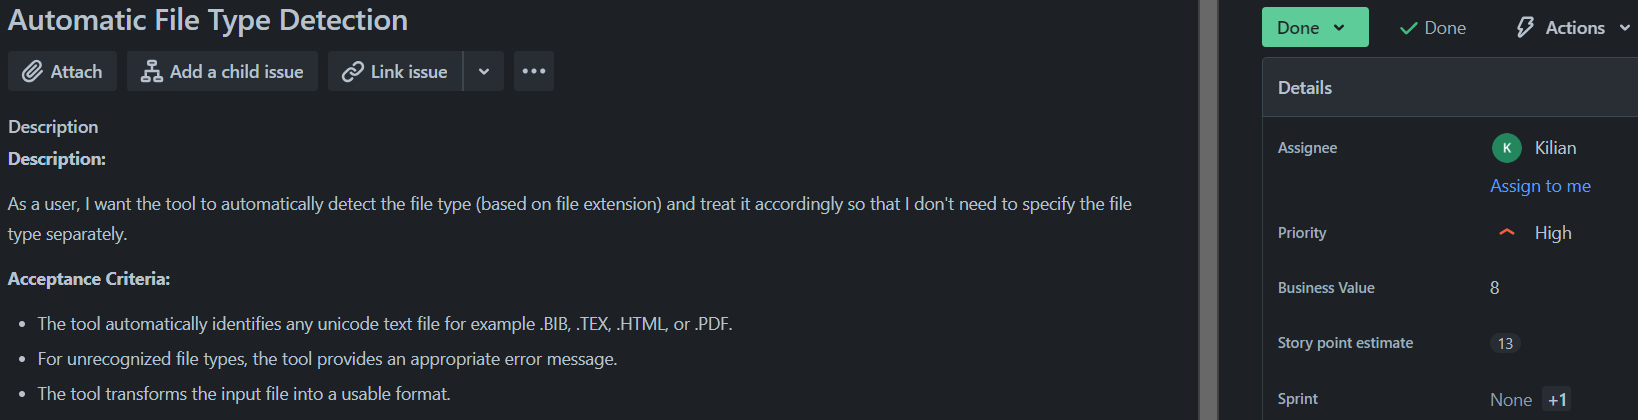 Automatic File Type Detection
Attach
Add a child issue
Link issue
Description
Description:
As a user, I want the tool to automatically detect the file type (based on file extension) and treat it accordingly so that I don't need to specify the file
type separately.
Acceptance Criteria:
• The tool automatically identifies any unicode text file for example .BIB, .TEX, .HTML, or .PDF.
• For unrecognized file types, the tool provides an appropriate error message.
• The tool transforms the input file into a usable format.
Done
Done
Actions
Details
Assignee
K Kilian
Assign to me
Priority
High
Business Value
8
Story point estimate
13
Sprint
None +1